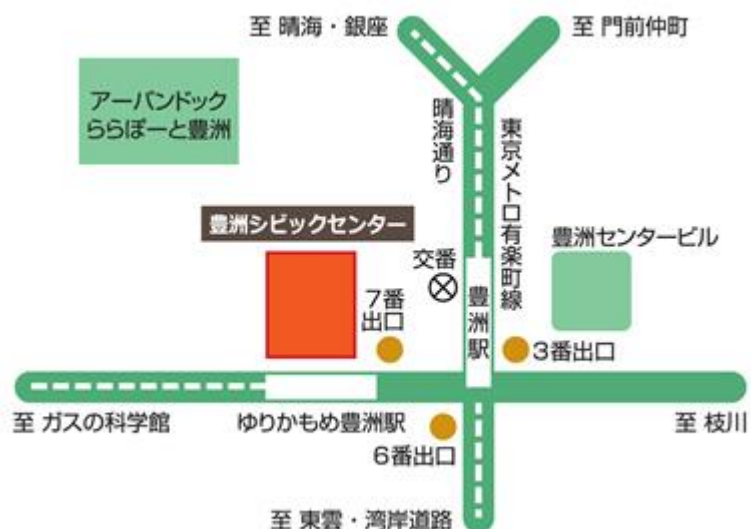 至 晴海・銀座
至 門前仲町
アーバンドック
ららぽーと豊洲
晴海通り
東京メトロ有楽町線
豊洲シビックセンター
豊洲センタービル
交番
7番
出口
豊洲駅
3番出口
至 ガスの科学館
ゆりかもめ豊洲駅
至 枝川
6番出口
至 東雲・湾岸道路